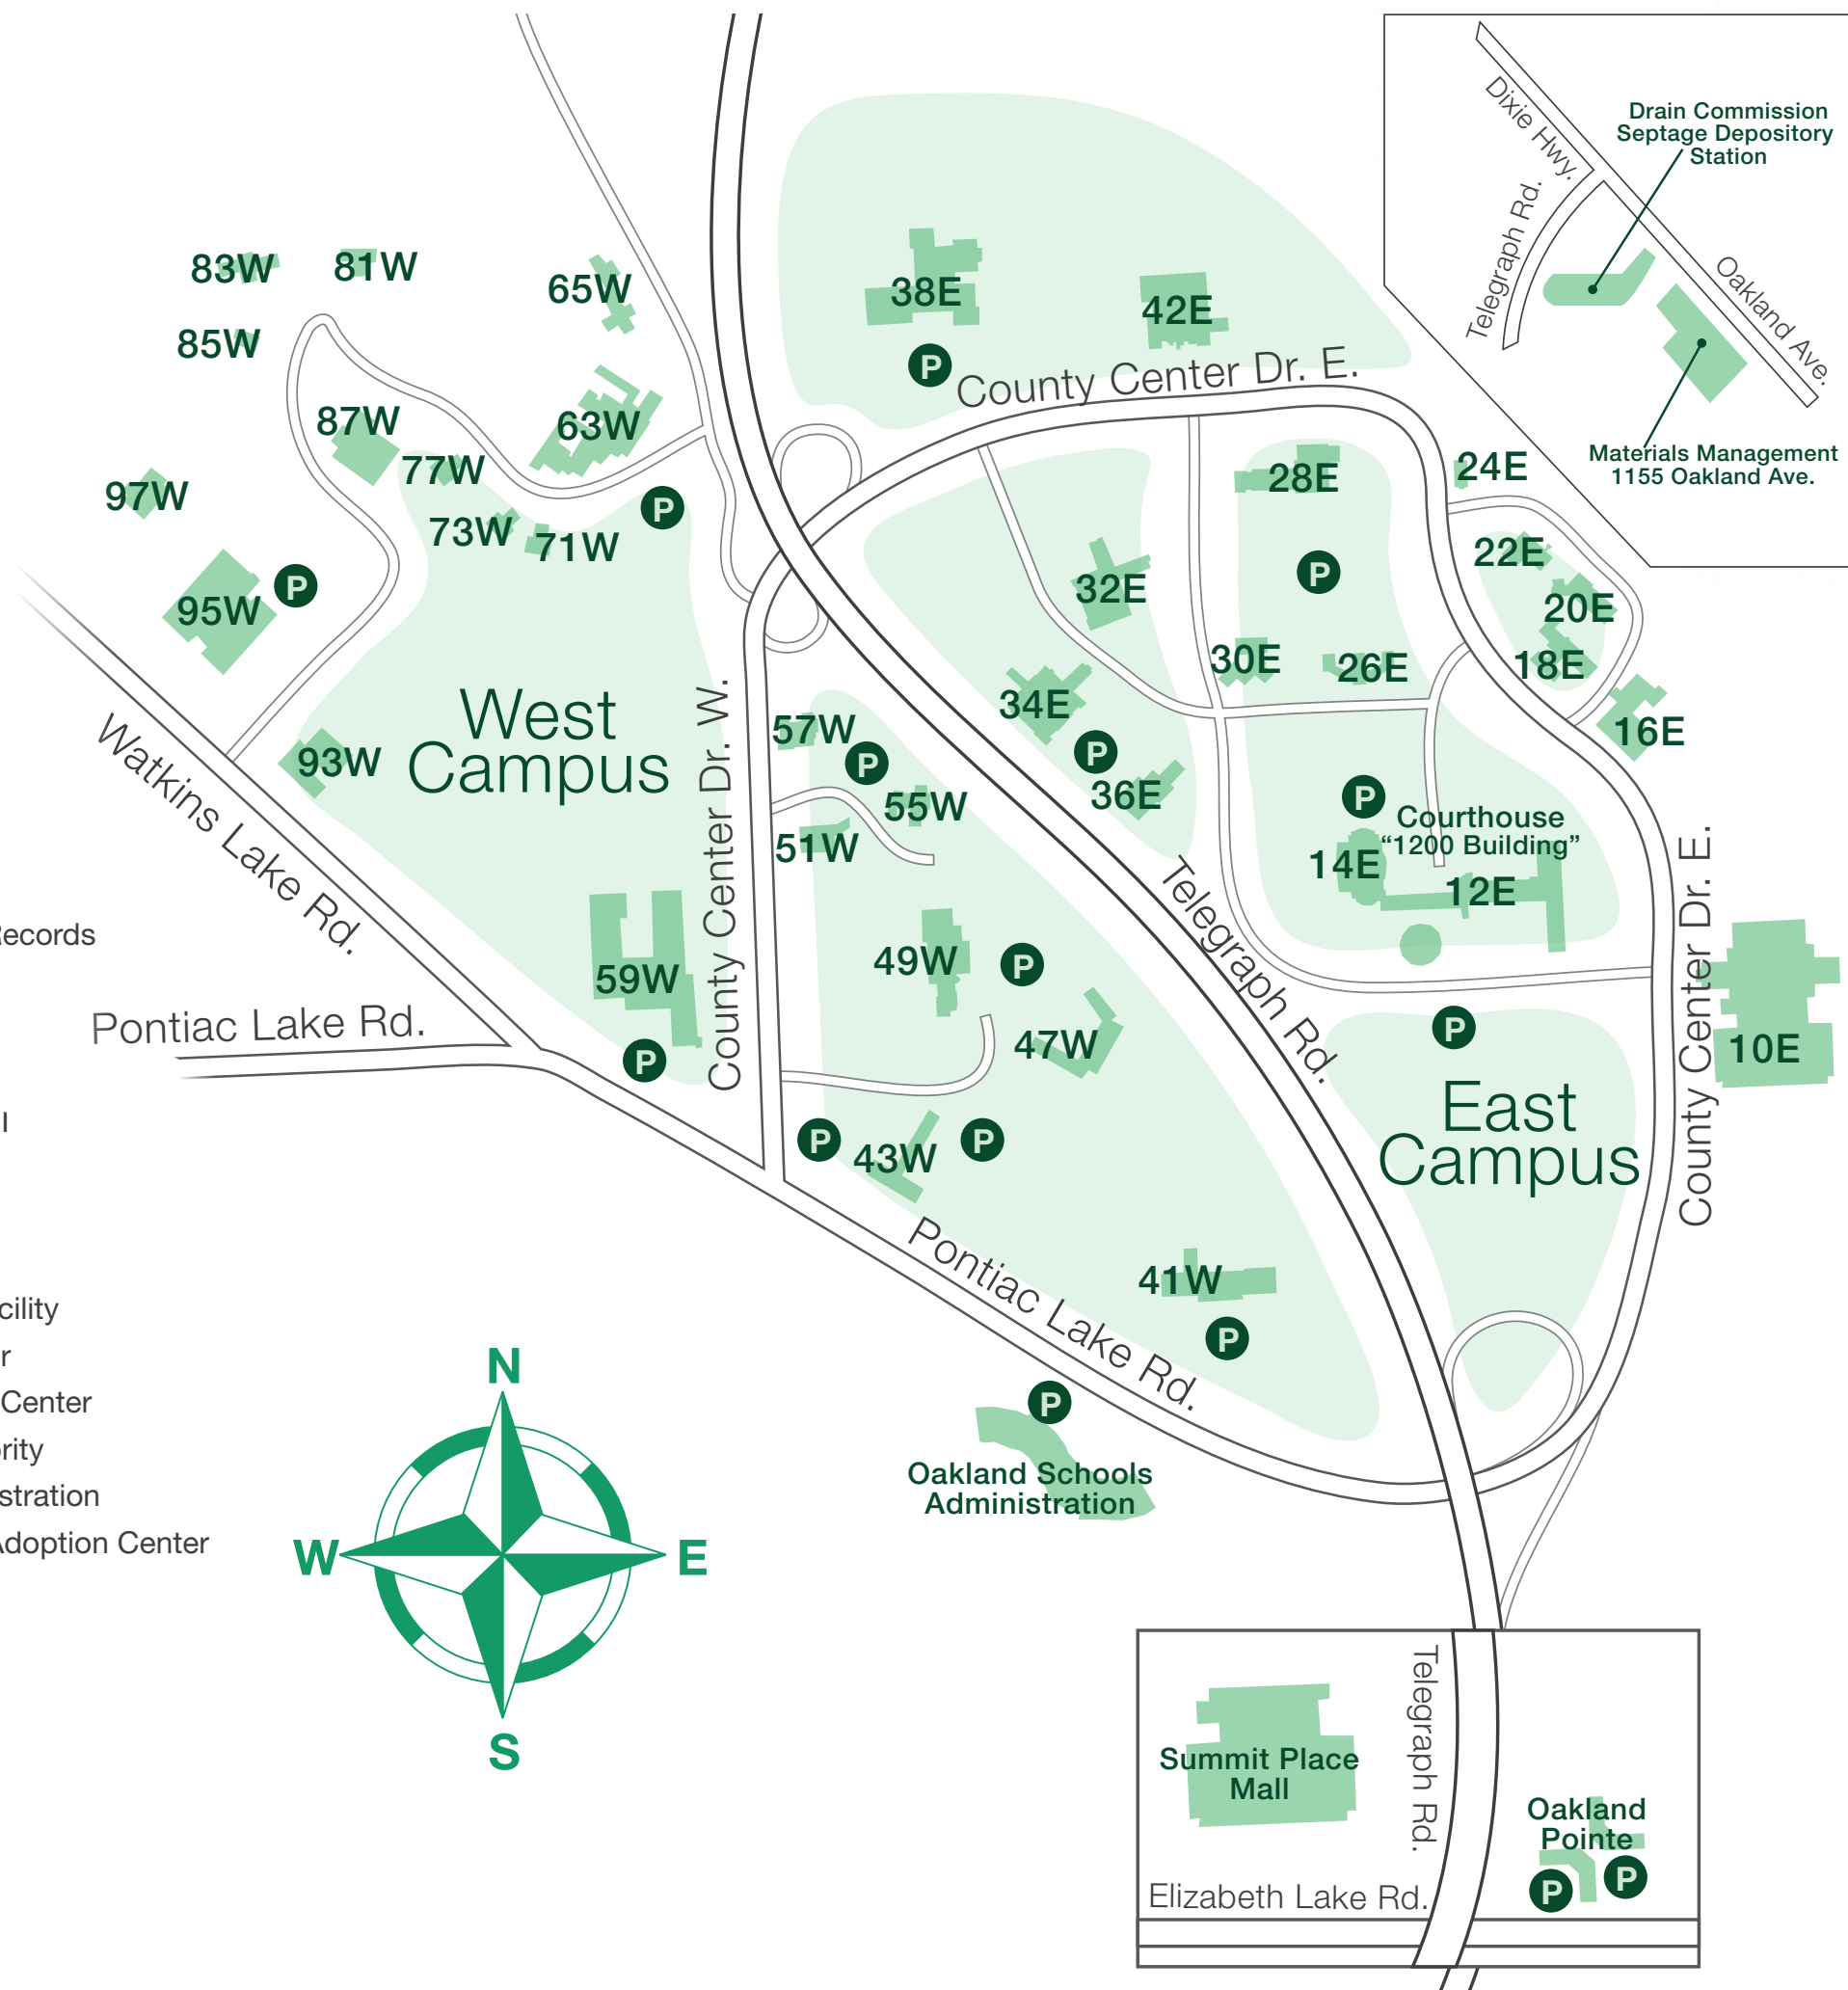 Dixie Hwy.
Drain Commission
Septage Depository
Station
Telegraph Rd.
Oakland Ave.
Materials Management
1155 Oakland Ave.
83W
81W
65W
38E
42E
85W
P
County Center Dr. E.
87W
63W
77W
28E
24E
97W
P
73W
71W
22E
P
P
32E
95W
20E
30E
26E
18E
34E
57W
16E
West
Campus
P
P
93W
36E
P
55W
Courthouse
“1200 Building”
51W
14E
12E
Watkins Lake Rd.
County Center Dr. W.
Telegraph Rd.
County Center Dr. E.
Records
49W
P
59W
Pontiac Lake Rd.
P
47W
10E
P
East
Campus
l
P
43W
P
Pontiac Lake Rd.
41W
P
cility
r
Center
rity
stration
Adoption Center
N
W
E
S
P
Oakland Schools
Administration
Telegraph Rd.
Summit Place
Mall
Oakland
Pointe
P
P
Elizabeth Lake Rd.